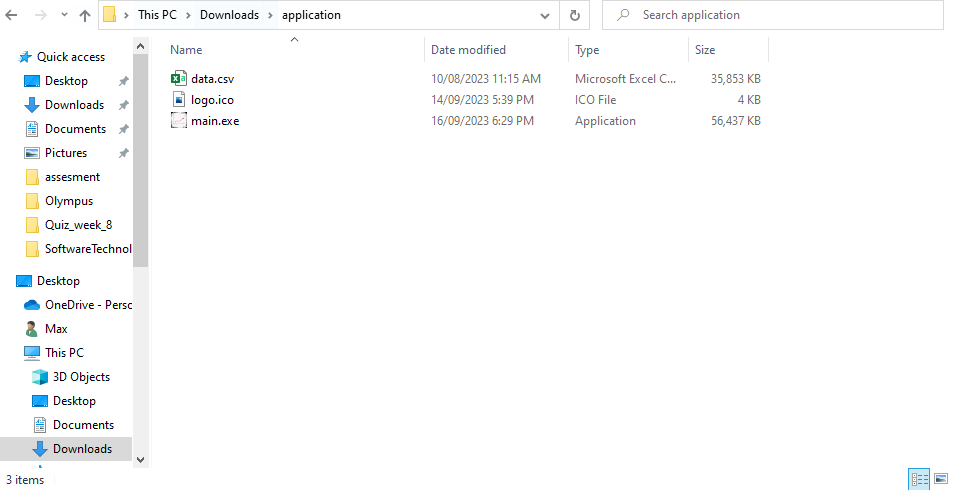 This PC > Downloads > application
Search application
Quick access
Desktop
Downloads
Documents
Pictures
assesment
Olympus
Quiz_week_8
SoftwareTechnol
Desktop
OneDrive - Perso
Max
This PC
3D Objects
Desktop
Documents
Downloads
Name Date modified Type Size
data.csv 10/08/2023 11:15 AM Microsoft Excel C... 35,853 KB
logo.ico 14/09/2023 5:39 PM ICO File 4 KB
main.exe 16/09/2023 6:29 PM Application 56,437 KB
3 items